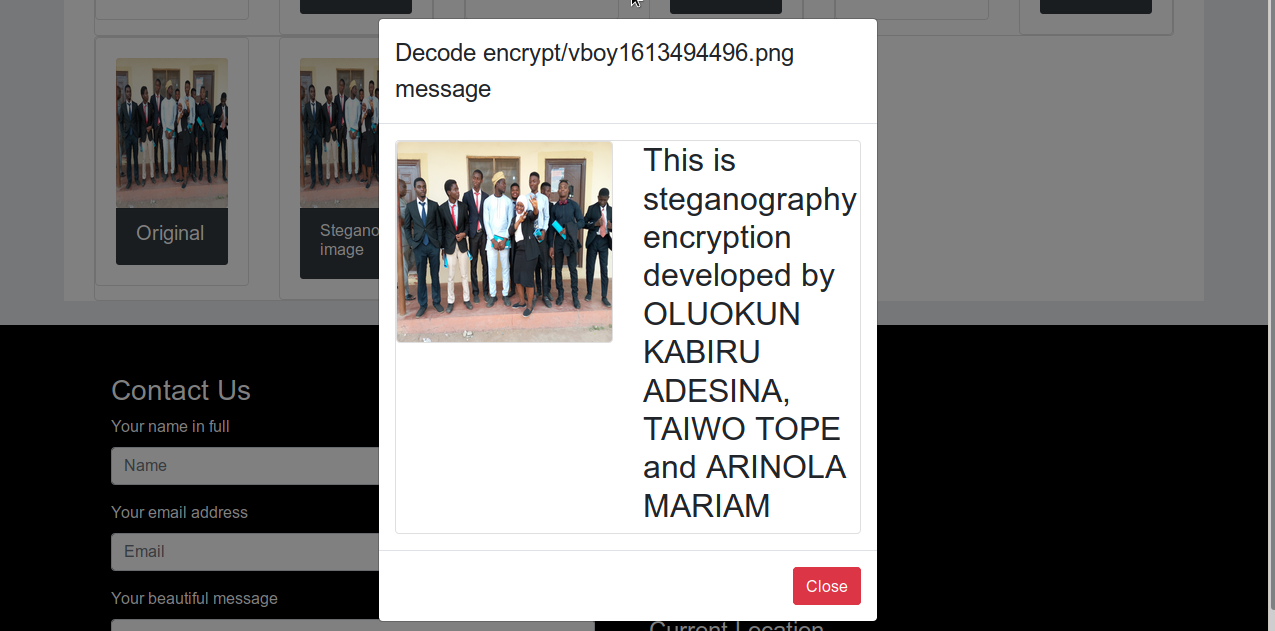 Decode encrypt/vboy1613494496.png
message
This is
steganography
encryption
developed by
OLUOKUN
KABIRU
ADESINA,
TAIWO TOPE
and ARINOLA
MARIAM
Close
Original
Stegano
image
Contact Us
Your name in full
Name
Your email address
Email
Your beautiful message
Current Location